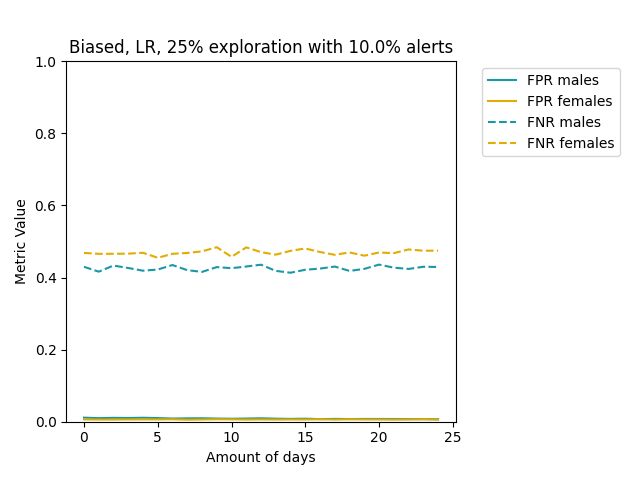 Biased, LR, 25% exploration with 10.0% alerts
1.0
0.8
0.6
0.4
0.2
0.0
Metric Value
0 5 10 15 20 25
Amount of days
FPR males
FPR females
FNR males
FNR females